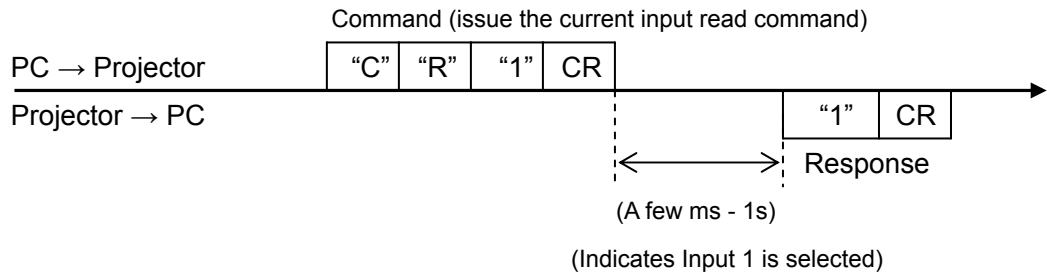 Command (issue the current input read command)
PC → Projector “C” “R” “1” CR
Projector → PC “1” CR
Response
(A few ms - 1s)
(Indicates Input 1 is selected)